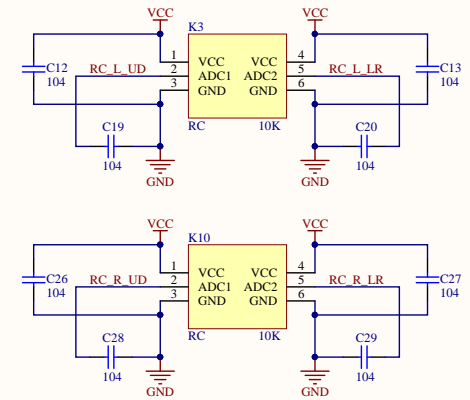 VCC VCC
K3
C12 RC_L_UD 1 VCC VCC 4 RC_L_LR C13
104 2 ADC1 ADC2 5 104
3 GND GND 6
C19 RC 10K C20
104 104
GND GND
VCC VCC
K10
C26 RC_R_UD 1 VCC VCC 4 RC_R_LR C27
104 2 ADC1 ADC2 5 104
3 GND GND 6
C28 RC 10K C29
104 104
GND GND